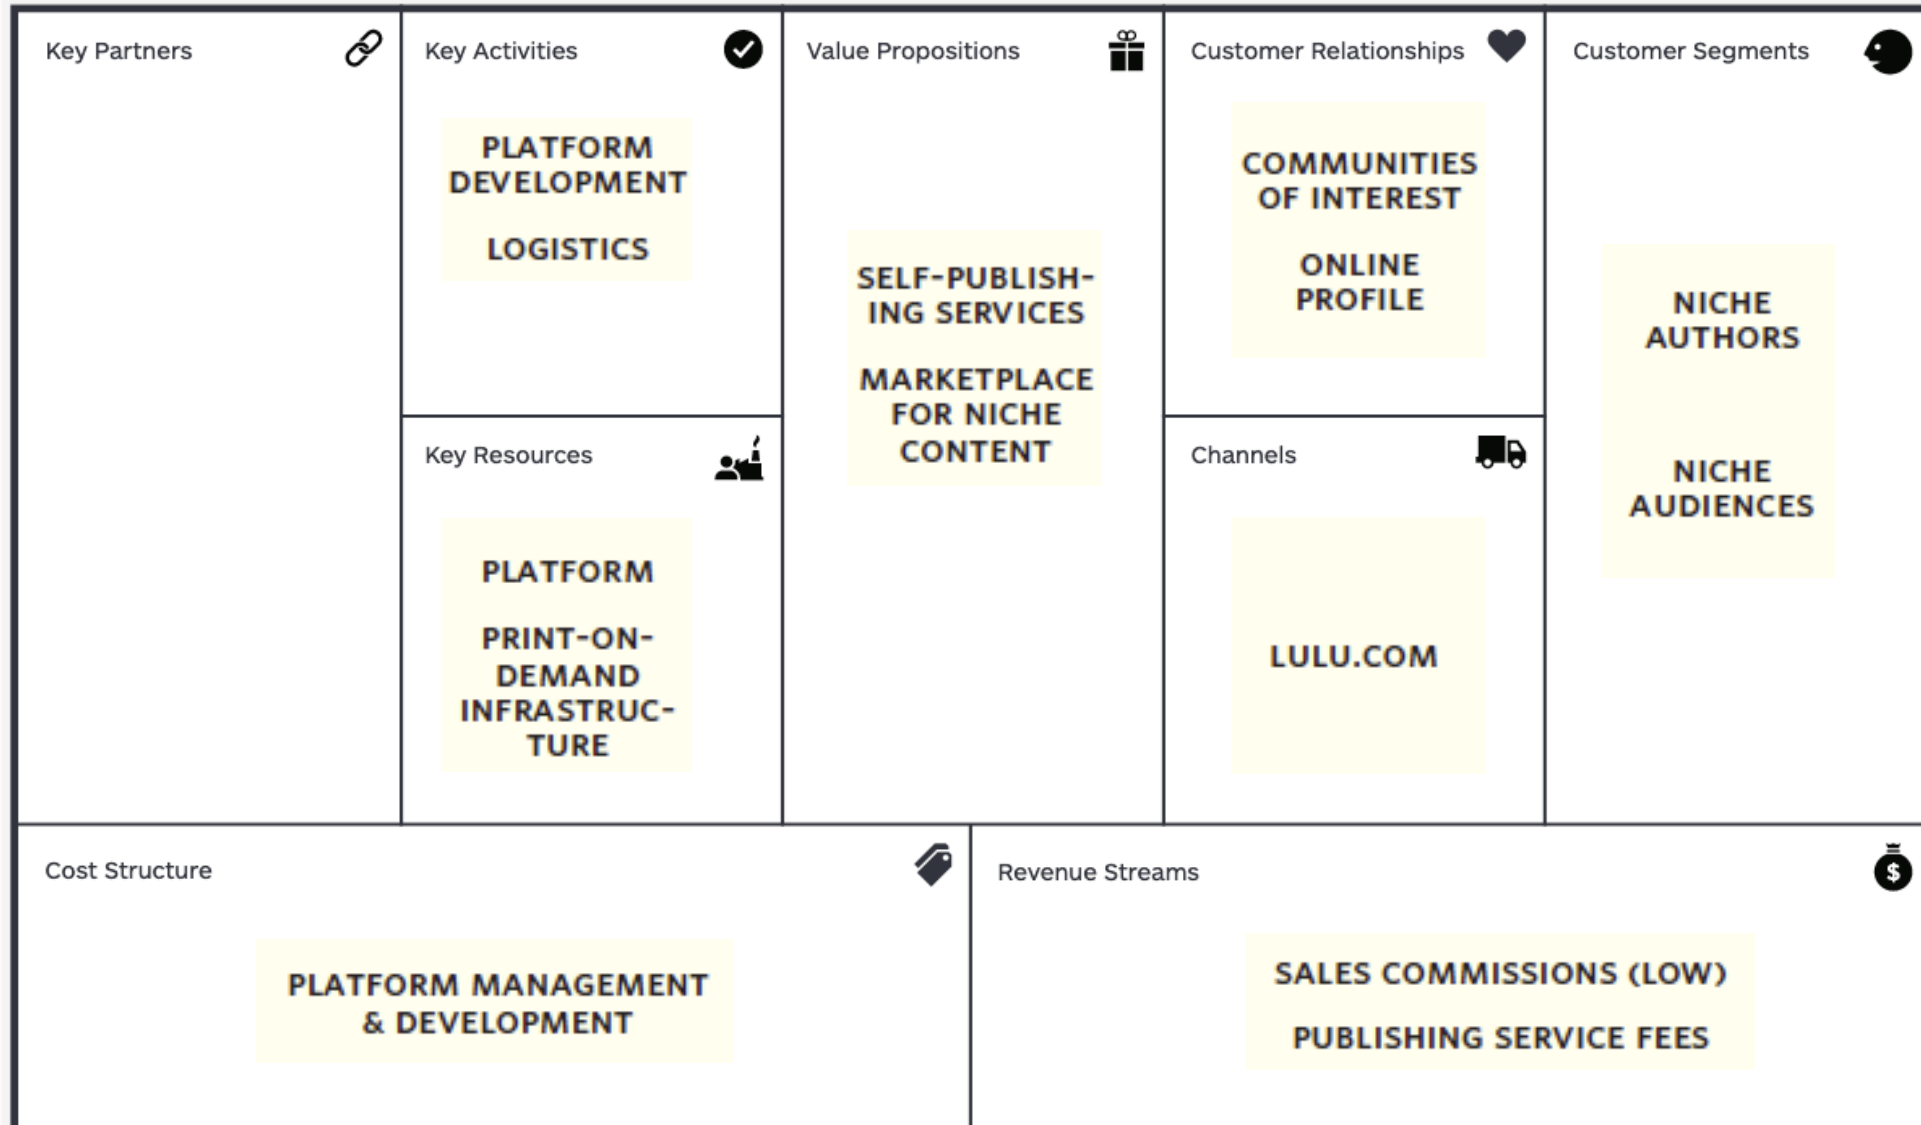 Key Partners
Key Activities
PLATFORM
DEVELOPMENT
LOGISTICS
Key Resources
PLATFORM
PRINT-ON-
DEMAND
INFRASTRUC-
TURE
Value Propositions
SELF-PUBLISH-
ING SERVICES
MARKETPLACE
FOR NICHE
CONTENT
Customer Relationships
COMMUNITIES
OF INTEREST
ONLINE
PROFILE
Channels
LULU.COM
Customer Segments
NICHE
AUTHORS
NICHE
AUDIENCES
Cost Structure
PLATFORM MANAGEMENT
& DEVELOPMENT
Revenue Streams
$
SALES COMMISSIONS (LOW)
PUBLISHING SERVICE FEES